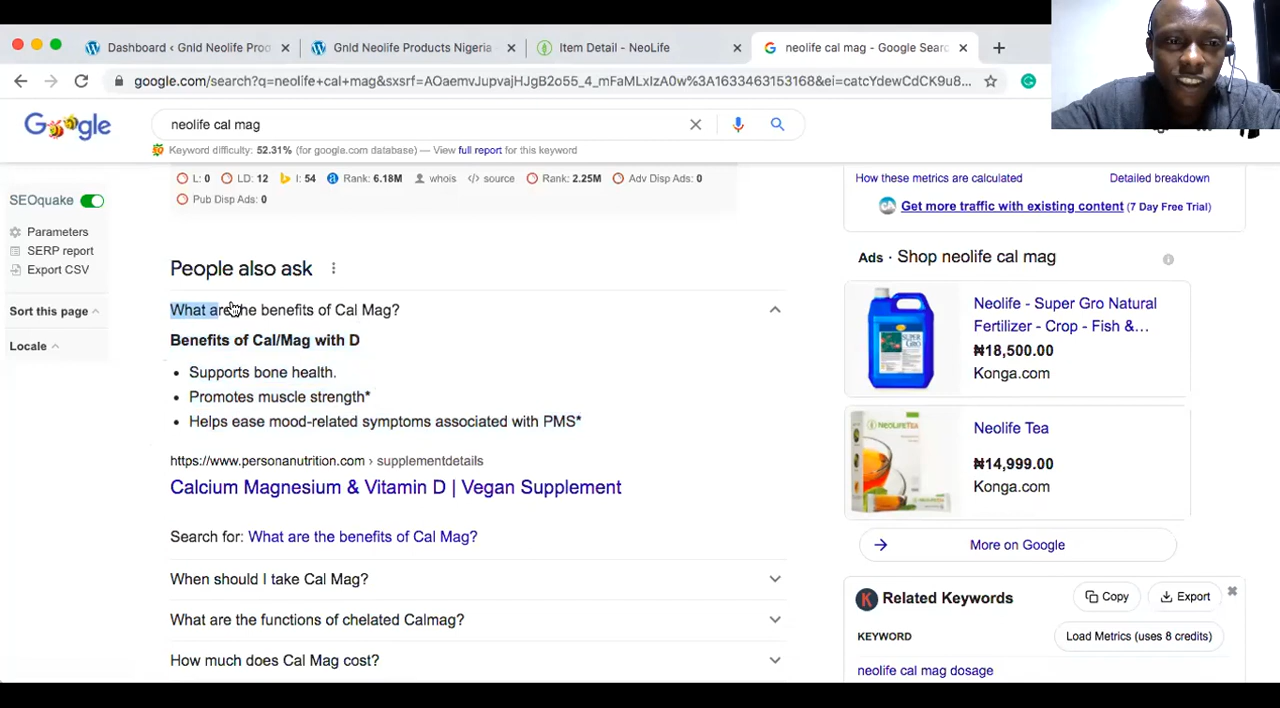 Dashboard < Gnld Neolife Proo
Gnld Neolife Products Nigeria
Item Detail - NeoLife
neolife cal mag - Google Searc
google.com/search?q=neolife+cal+mag&sxsrf=AOaemvJupvajHJgB2o55_4_mFaMLxIzA0w%3A1633463153168&ei=catcYdewCdCK9u8...
Google
neolife cal mag
Keyword difficulty: 52.31% (for google.com database) — View full report for this keyword
SEOquake
Parameters
SERP report
Export CSV
Sort this page
Locale
L: 0 LD: 12 I: 54 Rank: 6.18M whois </> source Rank: 2.25M Adv Disp Ads: 0
Pub Disp Ads: 0
People also ask
What are the benefits of Cal Mag?
Benefits of Cal/Mag with D
• Supports bone health.
• Promotes muscle strength*
• Helps ease mood-related symptoms associated with PMS*
https://www.personanutrition.com › supplementdetails
Calcium Magnesium & Vitamin D | Vegan Supplement
Search for: What are the benefits of Cal Mag?
When should I take Cal Mag?
What are the functions of chelated Calmag?
How much does Cal Mag cost?
How these metrics are calculated
Detailed breakdown
Get more traffic with existing content (7 Day Free Trial)
Ads · Shop neolife cal mag
SUPER
GRO
Neolife - Super Gro Natural
Fertilizer - Crop - Fish &...
₦18,500.00
Konga.com
NEOLIFETEA
Neolife Tea
₦14,999.00
Konga.com
More on Google
K
Related Keywords
Copy
Export
KEYWORD
Load Metrics (uses 8 credits)
neolife cal mag dosage